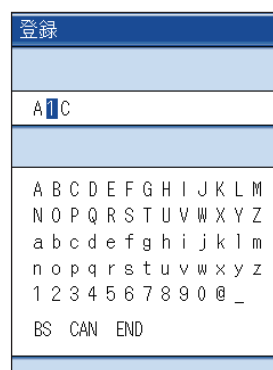 登録
A1C
A B C D E F G H I J K L M
N O P Q R S T U V W X Y Z
a b c d e f g h i j k l m
n o p q r s t u v w x y z
1 2 3 4 5 6 7 8 9 0 @ _
BS CAN END